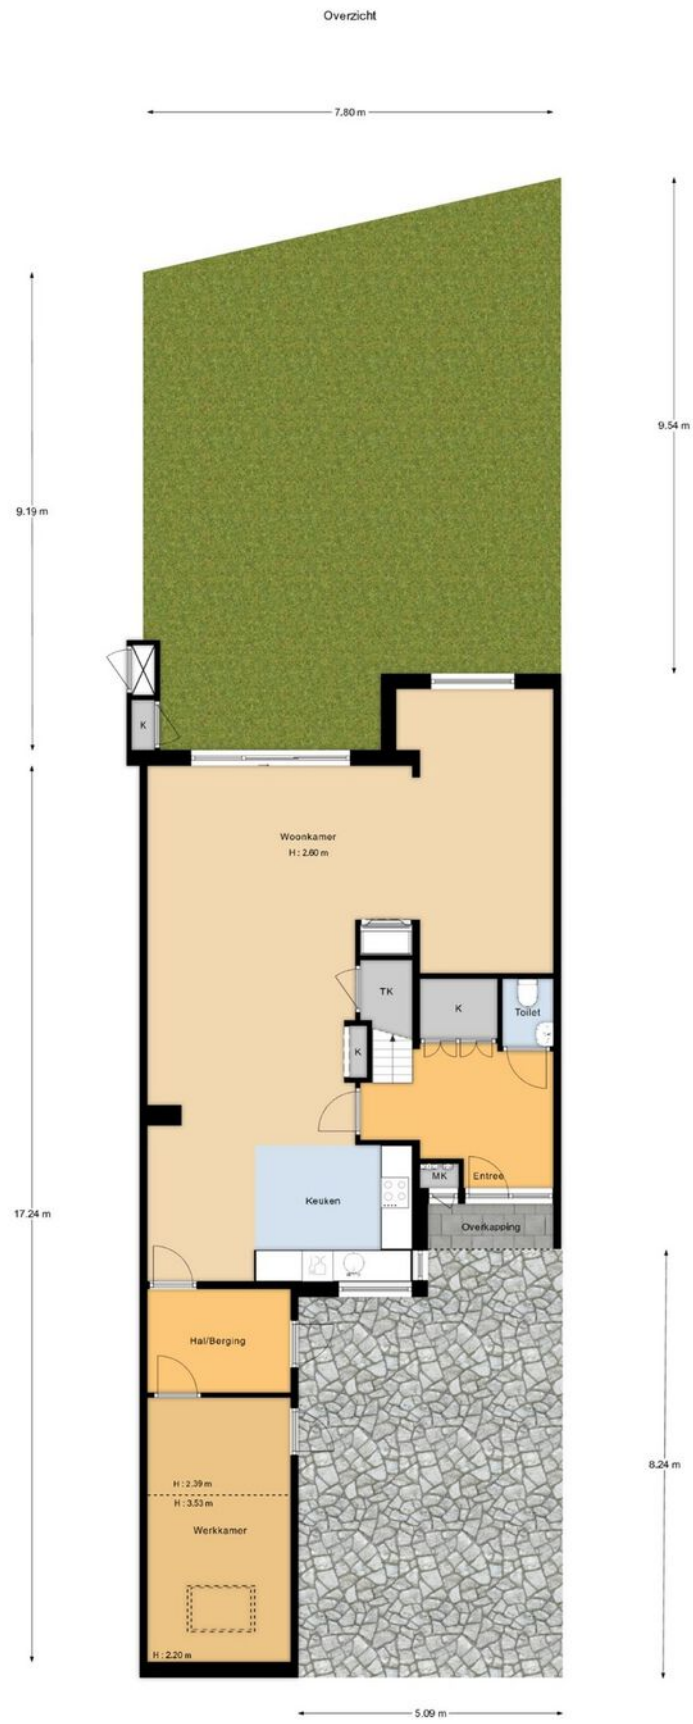 Overzicht
7.80 m
9.54 m
9.19 m
K
Woonkamer
H : 2.60 m
TK
K
Toilet
K
MK
Entree
Keuken
17.24 m
Overkapping
Hal/Berging
8.24 m
H : 2.39 m
H : 3.53 m
Werkkamer
H : 2.20 m
5.09 m